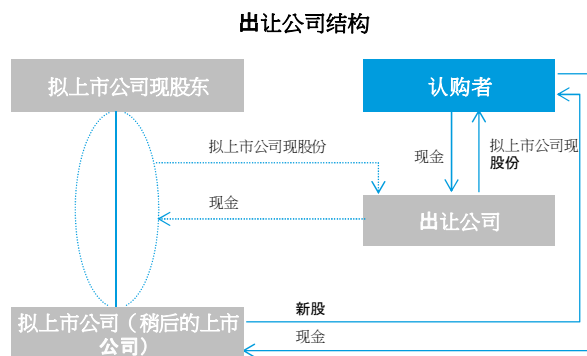 出让公司结构
拟上市公司现股东
认购者
拟上市公司现股份
现金
拟上市公司现
股份
现金
出让公司
拟上市公司（稍后的上市
公司）
新股
现金